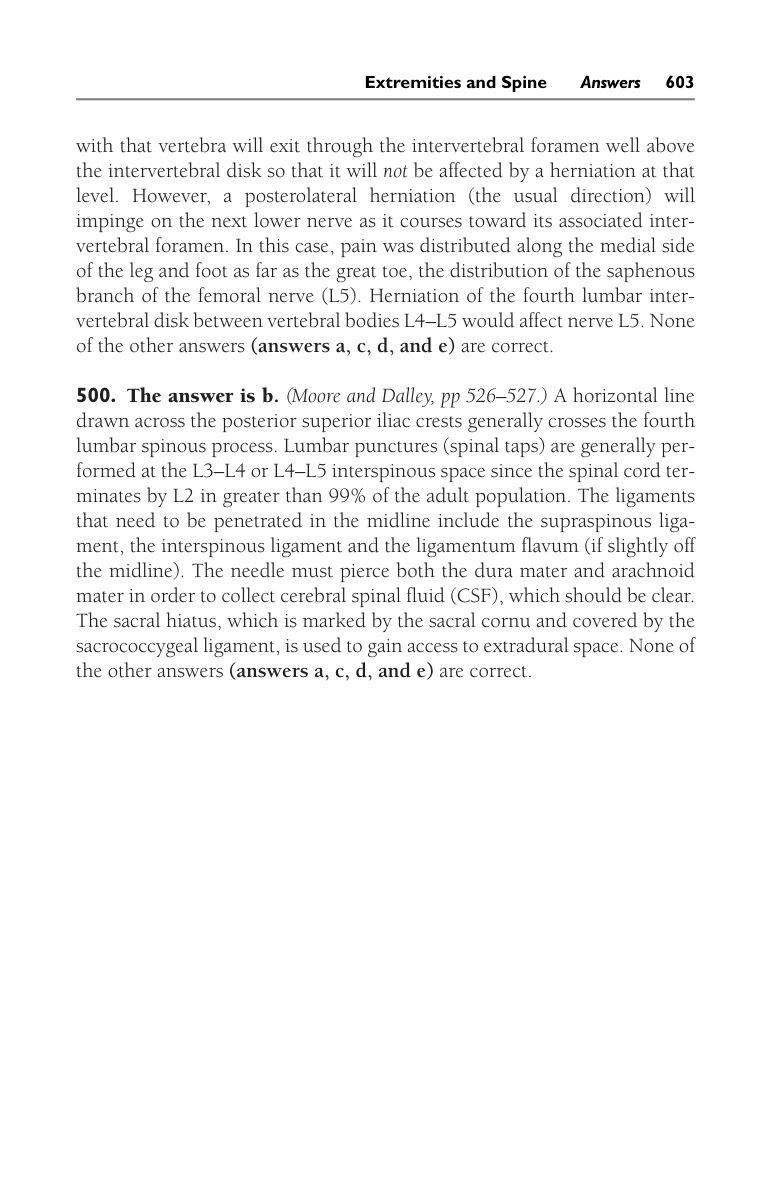 Extremities and Spine Answers 603
with that vertebra will exit through the intervertebral foramen well above
the intervertebral disk so that it will not be affected by a herniation at that
level. However, a posterolateral herniation (the usual direction) will
impinge on the next lower nerve as it courses toward its associated inter-
vertebral foramen. In this case, pain was distributed along the medial side
of the leg and foot as far as the great toe, the distribution of the saphenous
branch of the femoral nerve (L5). Herniation of the fourth lumbar inter-
vertebral disk between vertebral bodies L4–L5 would affect nerve L5. None
of the other answers (answers a, c, d, and e) are correct.
500. The answer is b. (Moore and Dalley, pp 526–527.) A horizontal line
drawn across the posterior superior iliac crests generally crosses the fourth
lumbar spinous process. Lumbar punctures (spinal taps) are generally per-
formed at the L3–L4 or L4–L5 interspinous space since the spinal cord ter-
minates by L2 in greater than 99% of the adult population. The ligaments
that need to be penetrated in the midline include the supraspinous liga-
ment, the interspinous ligament and the ligamentum flavum (if slightly off
the midline). The needle must pierce both the dura mater and arachnoid
mater in order to collect cerebral spinal fluid (CSF), which should be clear.
The sacral hiatus, which is marked by the sacral cornu and covered by the
sacrococcygeal ligament, is used to gain access to extradural space. None of
the other answers (answers a, c, d, and e) are correct.